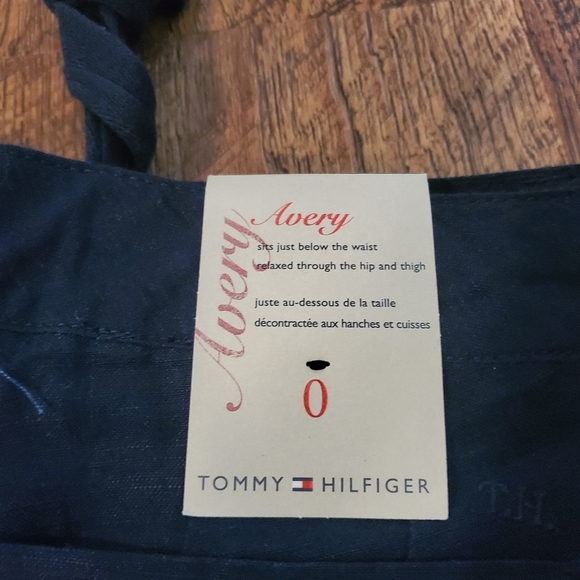 Avery
Avery
sits just below the waist
relaxed through the hip and thigh
juste au-dessous de la taille
décontractée aux hanches et cuisses
0
TOMMY HILFIGER
T.H.